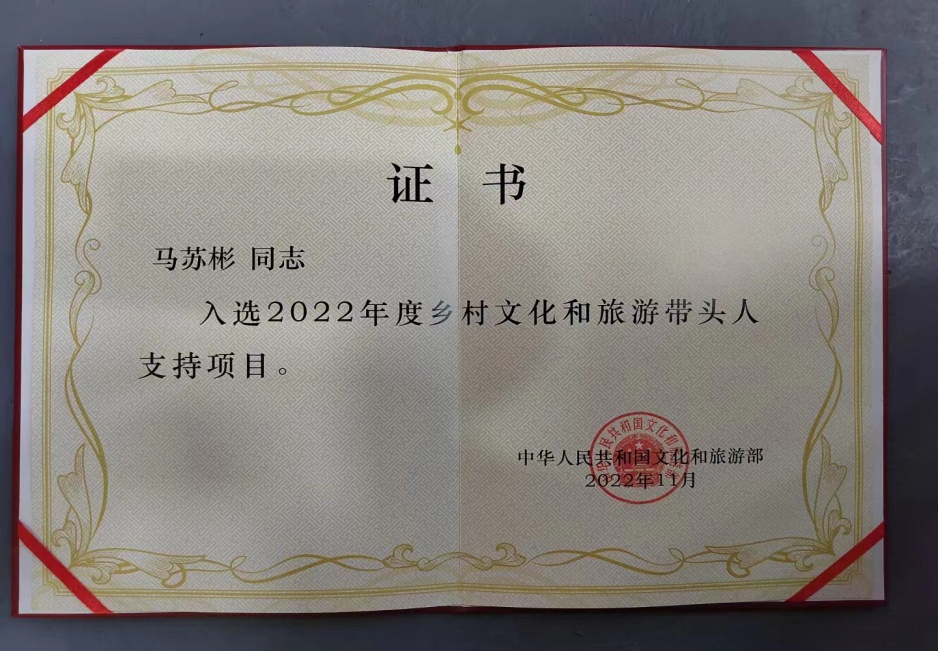 证 书
马苏彬 同志
入选2022年度乡村文化和旅游带头人
支持项目。
中华人民共和国文化和旅游部
2022年11月